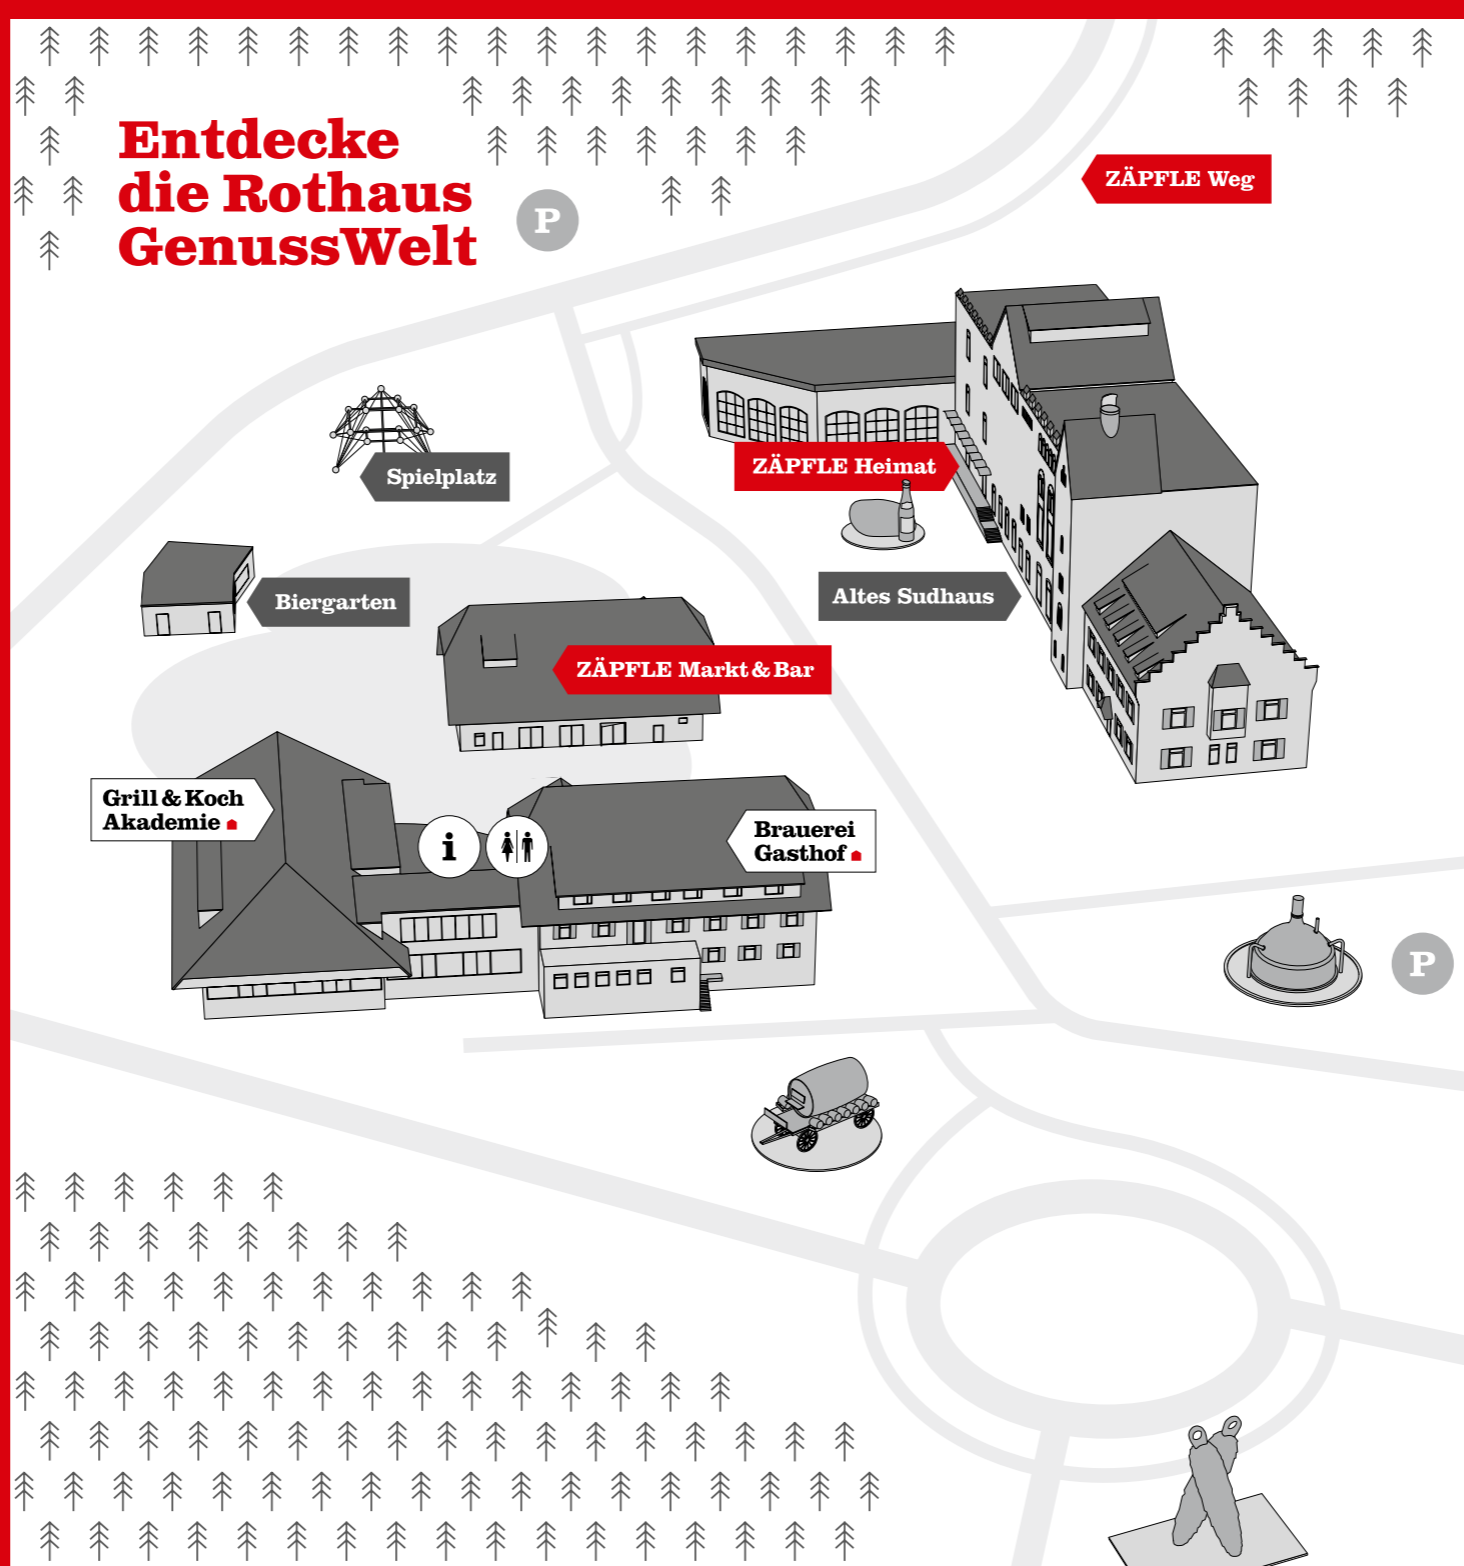 Entdecke
die Rothaus
GenussWelt
P
ZÄPFLE Weg
ZÄPFLE Heimat
Spielplatz
Altes Sudhaus
Biergarten
ZÄPFLE Markt & Bar
Grill & Koch
Akademie
i
Brauerei
Gasthof
P